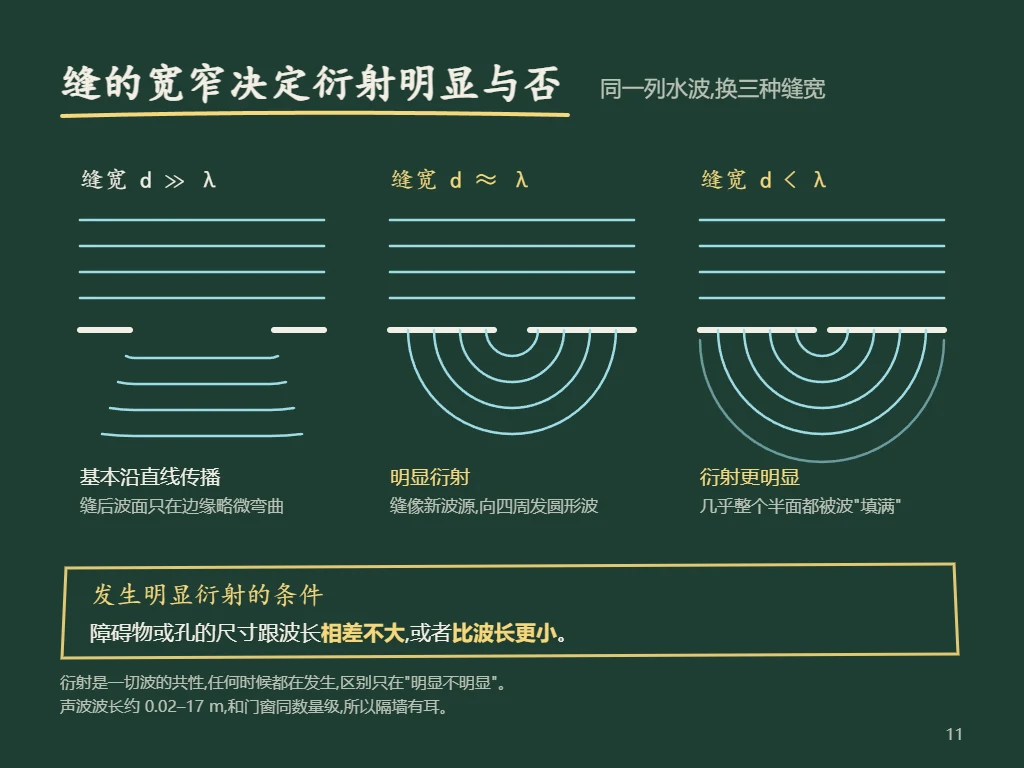 缝的宽窄决定衍射明显与否
同一列水波,换三种缝宽
缝宽 d ≫ λ
缝宽 d ≈ λ
缝宽 d < λ
基本沿直线传播
缝后波面只在边缘略微弯曲
明显衍射
缝像新波源,向四周发圆形波
衍射更明显
几乎整个半面都被波"填满"
发生明显衍射的条件
障碍物或孔的尺寸跟波长相差不大,或者比波长更小。
衍射是一切波的共性,任何时候都在发生,区别只在"明显不明显"。
声波波长约 0.02–17 m,和门窗同数量级,所以隔墙有耳。
11